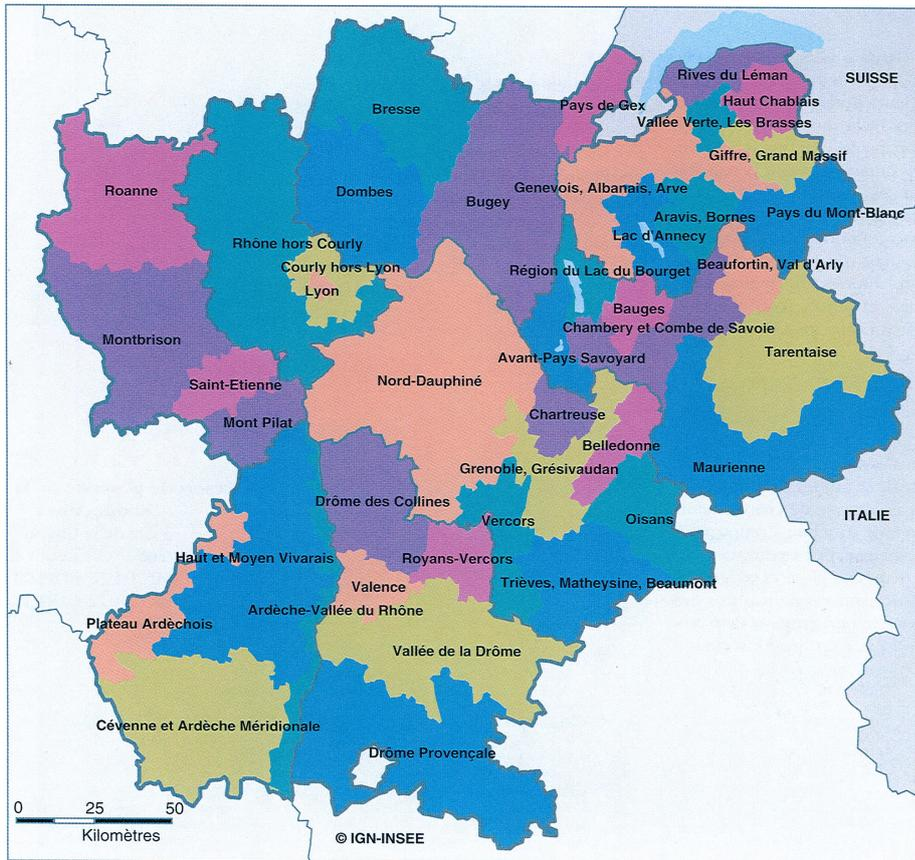 Rives du Léman
SUISSE
Bresse
Pays de Gex
Haut Chablais
Vallée Verte, Les Brasses
Giffre, Grand Massif
Roanne
Dombes
Bugey
Genevois, Albanais, Arve
Aravis, Bornes
Pays du Mont-Blanc
Lac d'Annecy
Rhône hors Courly
Courly hors Lyon
Lyon
Région du Lac du Bourget
Beaufortin, Val d'Arly
Bauges
Chambery et Combe de Savoie
Montbrison
Avant-Pays Savoyard
Tarentaise
Saint-Etienne
Nord-Dauphiné
Mont Pilat
Chartreuse
Belledonne
Grenoble, Grésivaudan
Maurienne
Drôme des Collines
Vercors
Oisans
ITALIE
Haut et Moyen Vivarais
Royans-Vercors
Valence
Trièves, Matheysine, Beaumont
Ardèche-Vallée du Rhône
Plateau Ardèchois
Vallée de la Drôme
Cévenne et Ardèche Méridionale
Drôme Provençale
0 25 50
Kilomètres
© IGN-INSEE